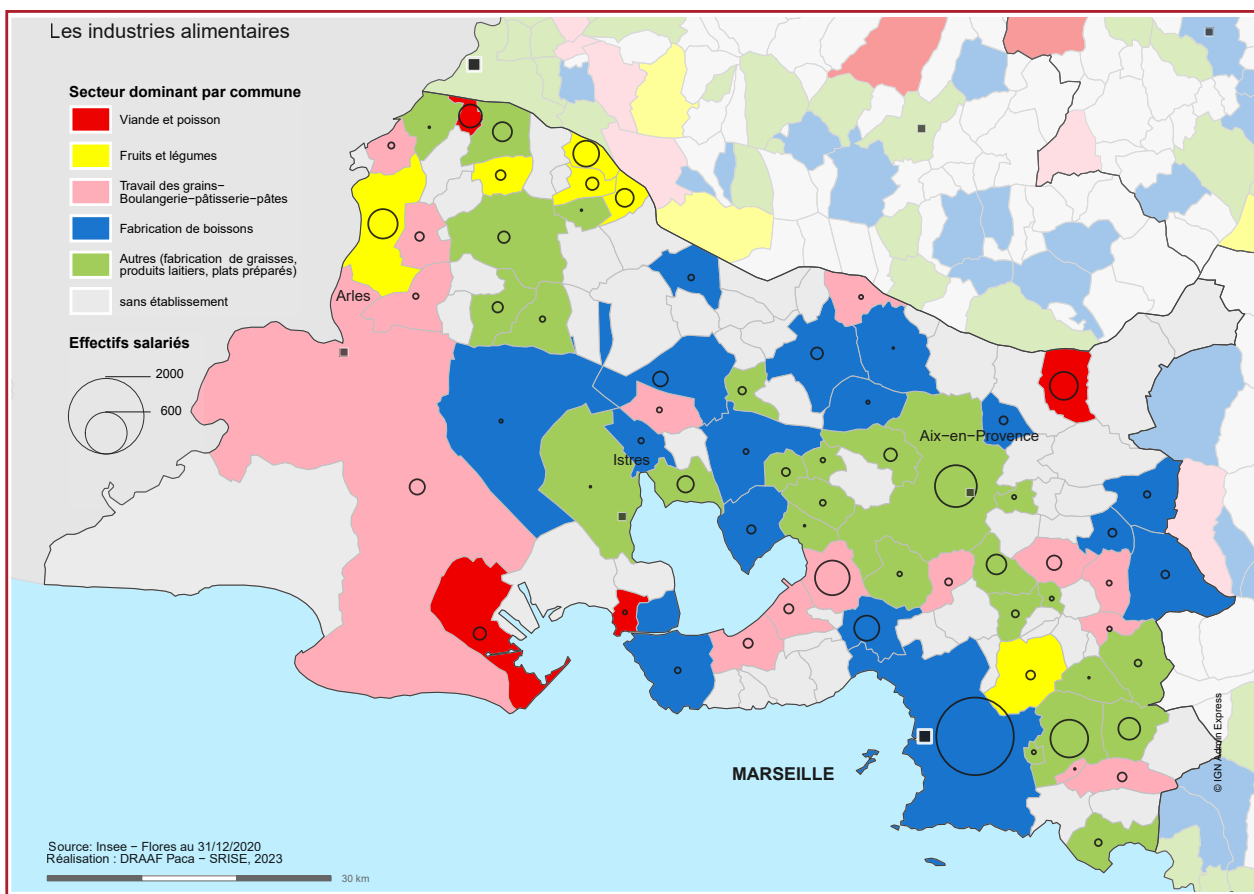 Les industries alimentaires
Secteur dominant par commune
Viande et poisson
Fruits et légumes
Travail des grains−
Boulangerie−pâtisserie−pâtes
Fabrication de boissons
Autres (fabrication de graisses,
produits laitiers, plats préparés)
sans établissement
Effectifs salariés
2000
600
Arles
Istres
Aix−en−Provence
MARSEILLE
© IGN Admin Express
Source: Insee − Flores au 31/12/2020
Réalisation : DRAAF Paca − SRISE, 2023
30 km